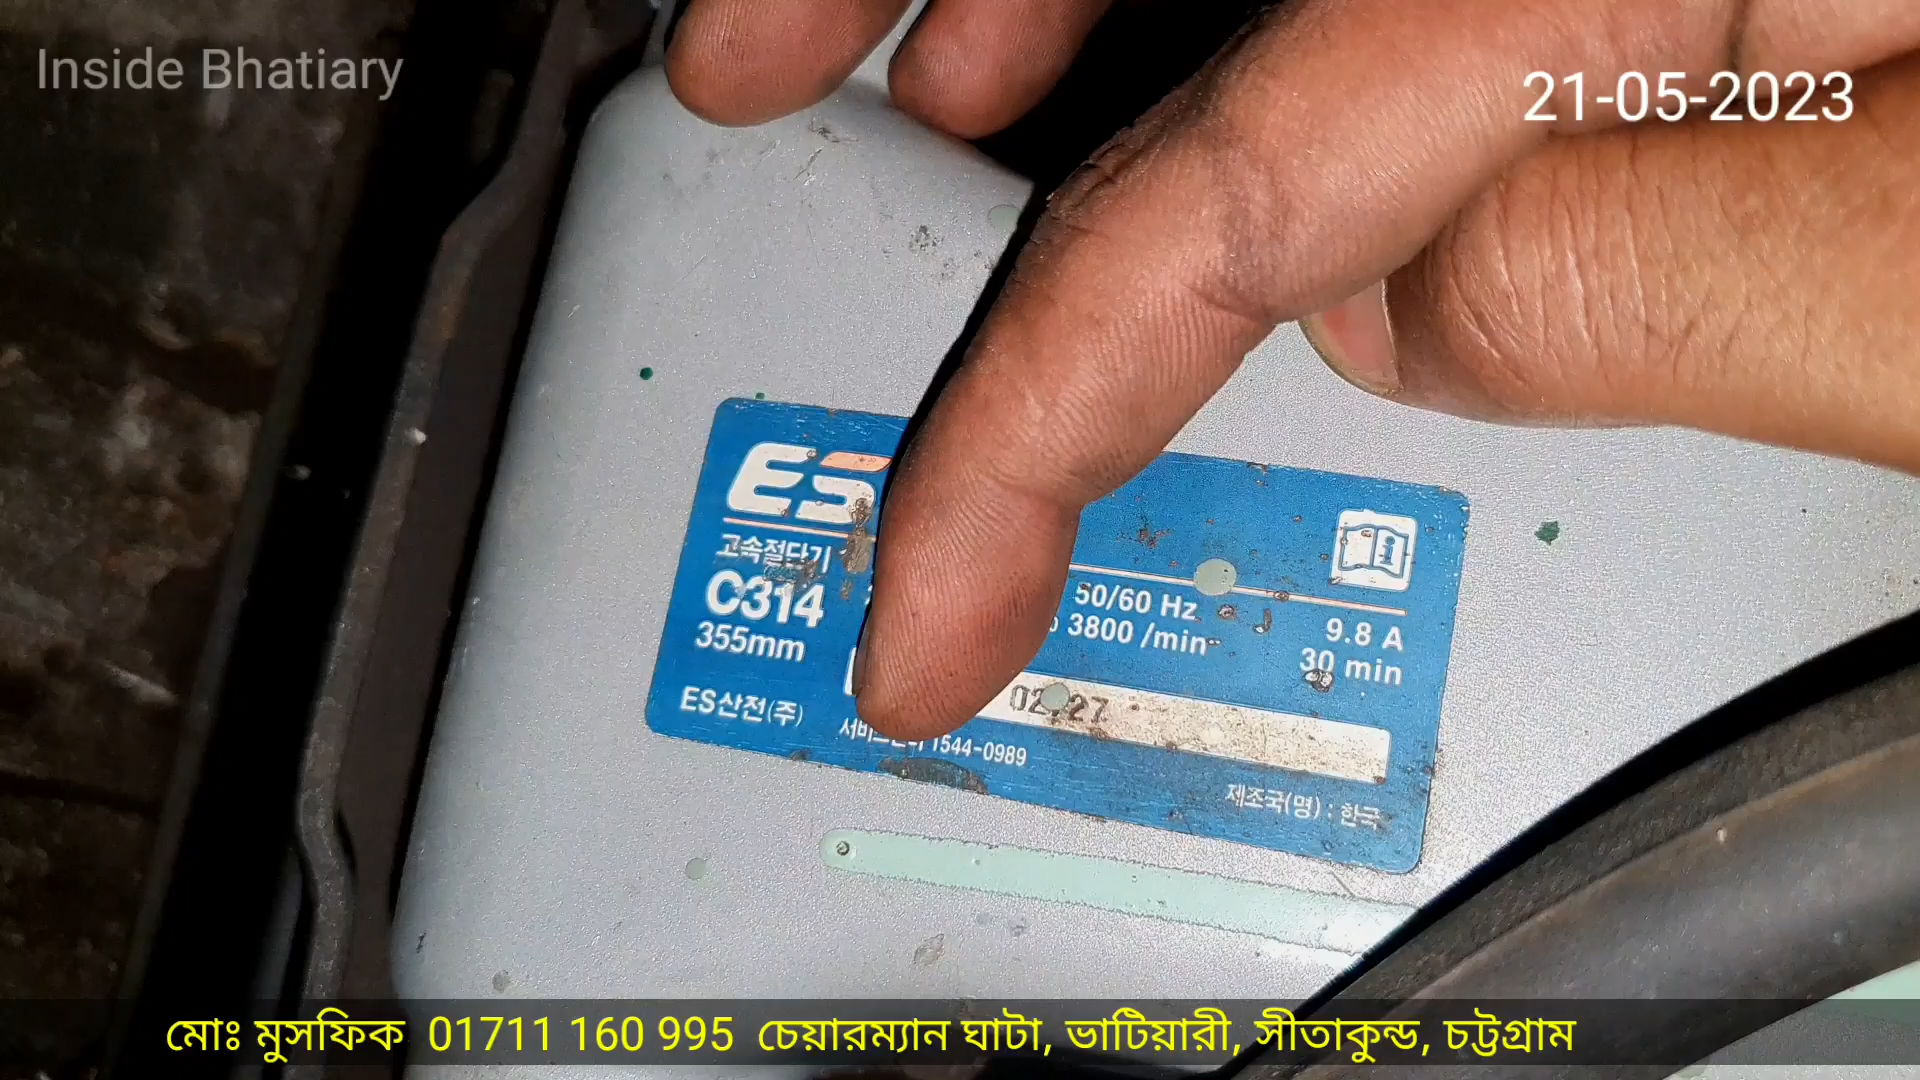 Inside Bhatiary
21-05-2023
ES
고속절단기
C314
355mm
50/60 Hz
3800 /min
9.8 A
30 min
ES산전(주)
1544-0989
제조국(명) : 한국
মোঃ মুসফিক 01711 160 995 চেয়ারম্যান ঘাটা, ভাটিয়ারী, সীতাকুন্ড, চট্টগ্রাম